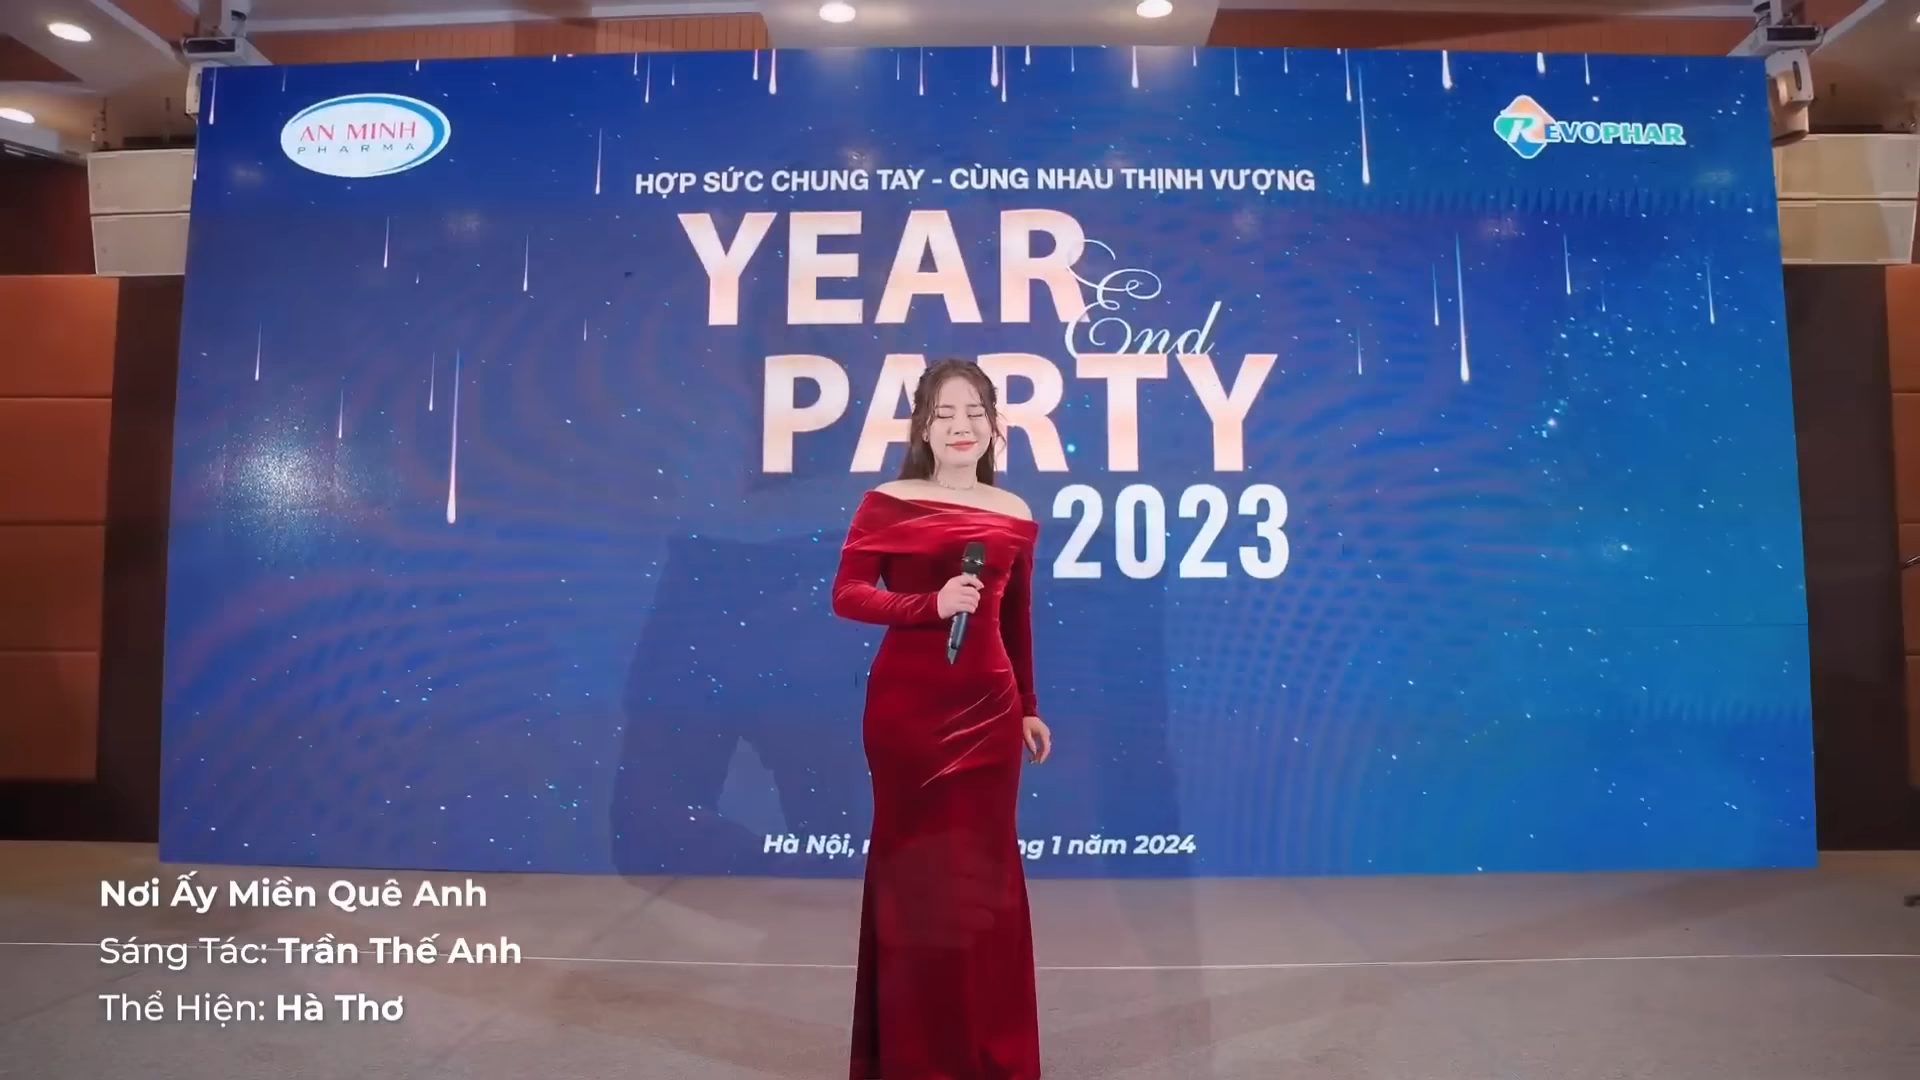 AN MINH
PHARMA
REVOPHAR
HỢP SỨC CHUNG TAY - CÙNG NHAU THỊNH VƯỢNG
YEAR
End
PARTY
2023
Hà Nội, 1 năm 2024
Nơi Ấy Miền Quê Anh
Sáng Tác: Trần Thế Anh
Thể Hiện: Hà Thơ